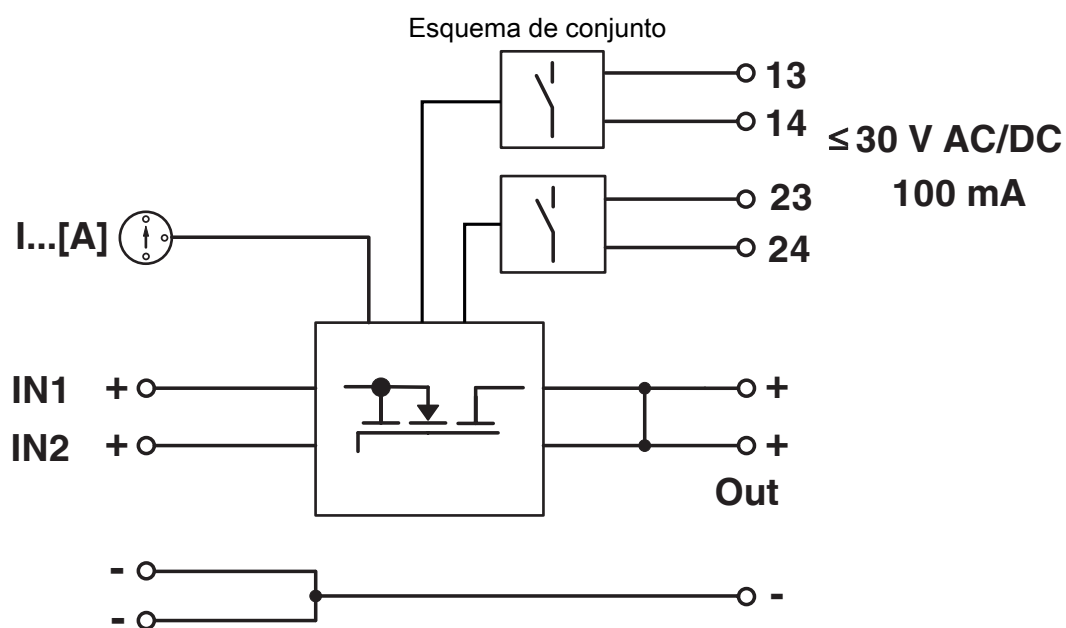 Esquema de conjunto
13
14
≤ 30 V AC/DC
100 mA
23
24
I...[A]
IN1 + +
IN2 + +
Out
- -
-